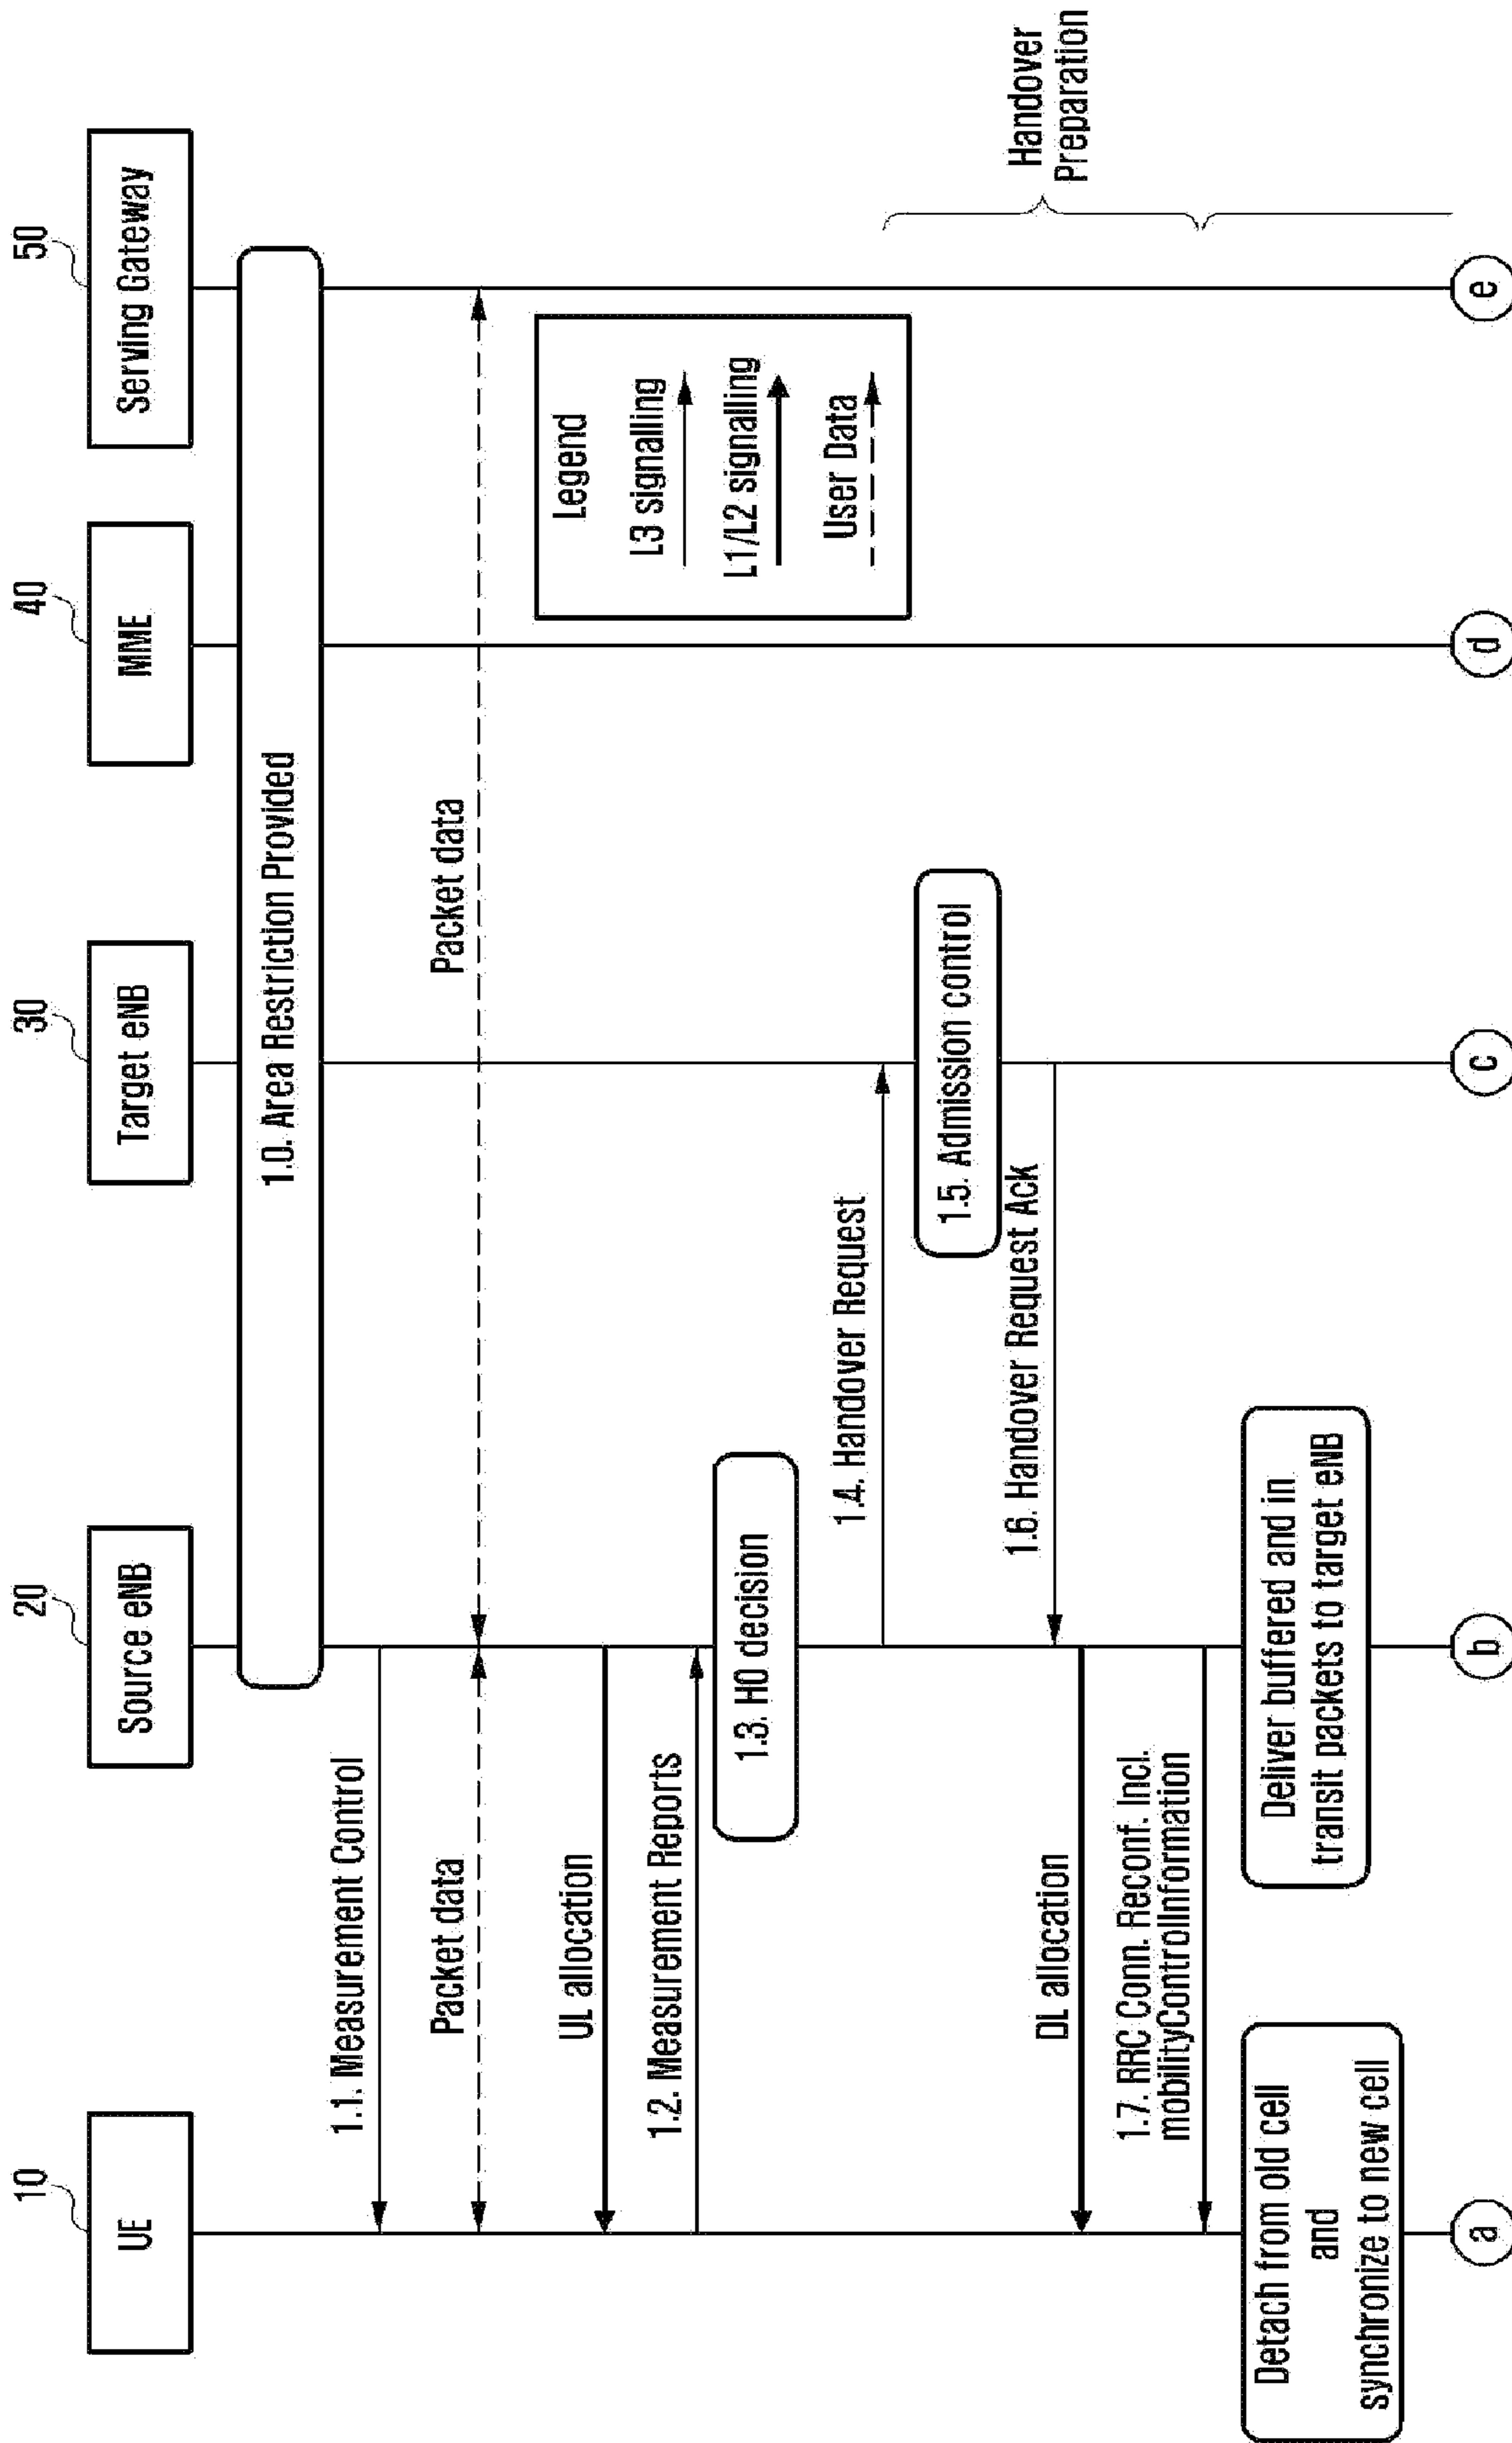 10
20
30
40
50
UE
Source eNB
Target eNB
MME
Serving Gateway
1.0. Area Restriction Provided
1.1. Measurement Control
Packet data
Packet data
UL allocation
1.2. Measurement Reports
Legend
L3 signalling
L1/L2 signalling
User Data
1.3. HO decision
1.4. Handover Request
1.5. Admission control
1.6. Handover Request Ack
Handover
Preparation
DL allocation
1.7. RRC Conn. Reconf. Incl.
mobilityControlInformation
Detach from old cell
and
synchronize to new cell
Deliver buffered and in
transit packets to target eNB
a
b
c
d
e